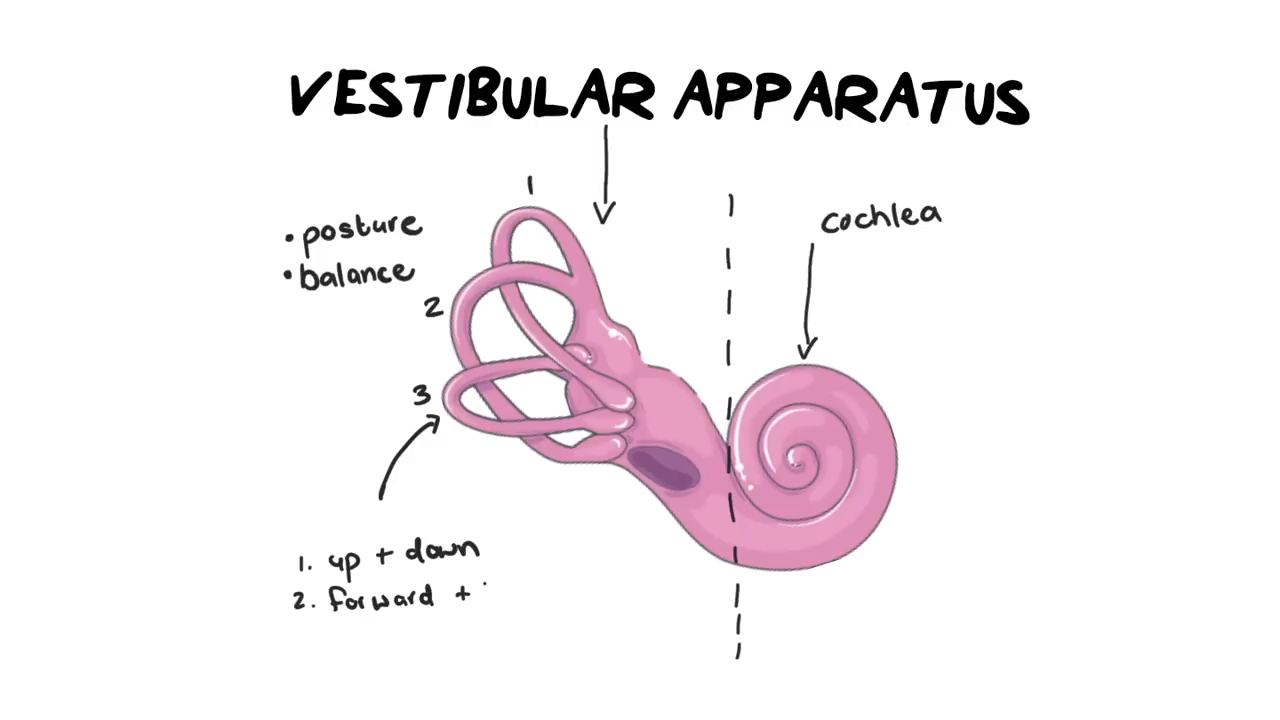 VESTIBULAR APPARATUS
1
• posture
• balance
cochlea
2
3
1. up + down
2. forward +